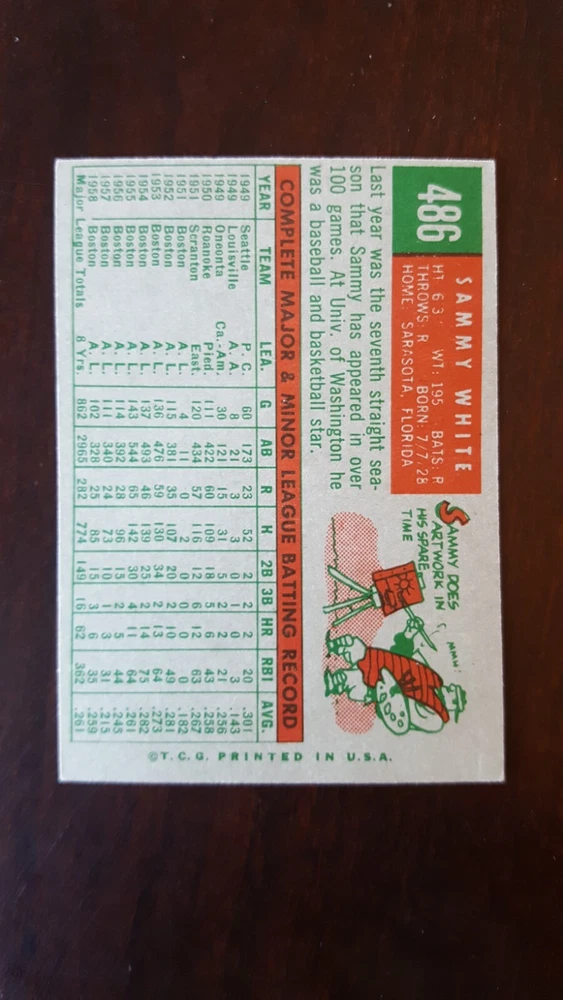 486
SAMMY WHITE
HT: 6'3" WT: 195 BATS: R
THROWS: R BORN: 7/7/28
HOME: SARASOTA, FLORIDA
Last year was the seventh straight sea-
son that Sammy has appeared in over
100 games. At Univ. of Washington he
was a baseball and basketball star.
SAMMY DOES
ARTWORK IN
HIS SPARE
TIME
MMM!
COMPLETE MAJOR & MINOR LEAGUE BATTING RECORD
YEAR TEAM LEA. G AB R H 2B 3B HR RBI AVG.
1949 Seattle P. C. 60 173 23 52 3 2 2 20 .301
1949 Louisville A. A. 8 21 3 3 0 1 0 3 .143
1949 Oneonta Ca.-Am. 30 121 15 31 5 2 2 21 .256
1950 Roanoke Pied. 111 422 60 109 18 5 6 43 .258
1951 Scranton East. 120 434 57 116 12 6 12 63 .267
1951 Boston A. L. 4 11 0 2 0 0 0 0 .182
1952 Boston A. L. 115 381 35 107 20 2 10 49 .281
1953 Boston A. L. 136 476 59 130 34 2 13 64 .273
1954 Boston A. L. 137 493 46 139 25 2 14 75 .282
1955 Boston A. L. 143 544 65 142 30 4 11 64 .261
1956 Boston A. L. 114 392 28 96 15 2 5 44 .245
1957 Boston A. L. 111 340 24 73 10 1 3 31 .215
1958 Boston A. L. 102 328 25 85 15 3 6 35 .259
Major League Totals 8 Yrs. 862 2965 282 774 149 16 62 362 .261
©T.C.G. PRINTED IN U.S.A.